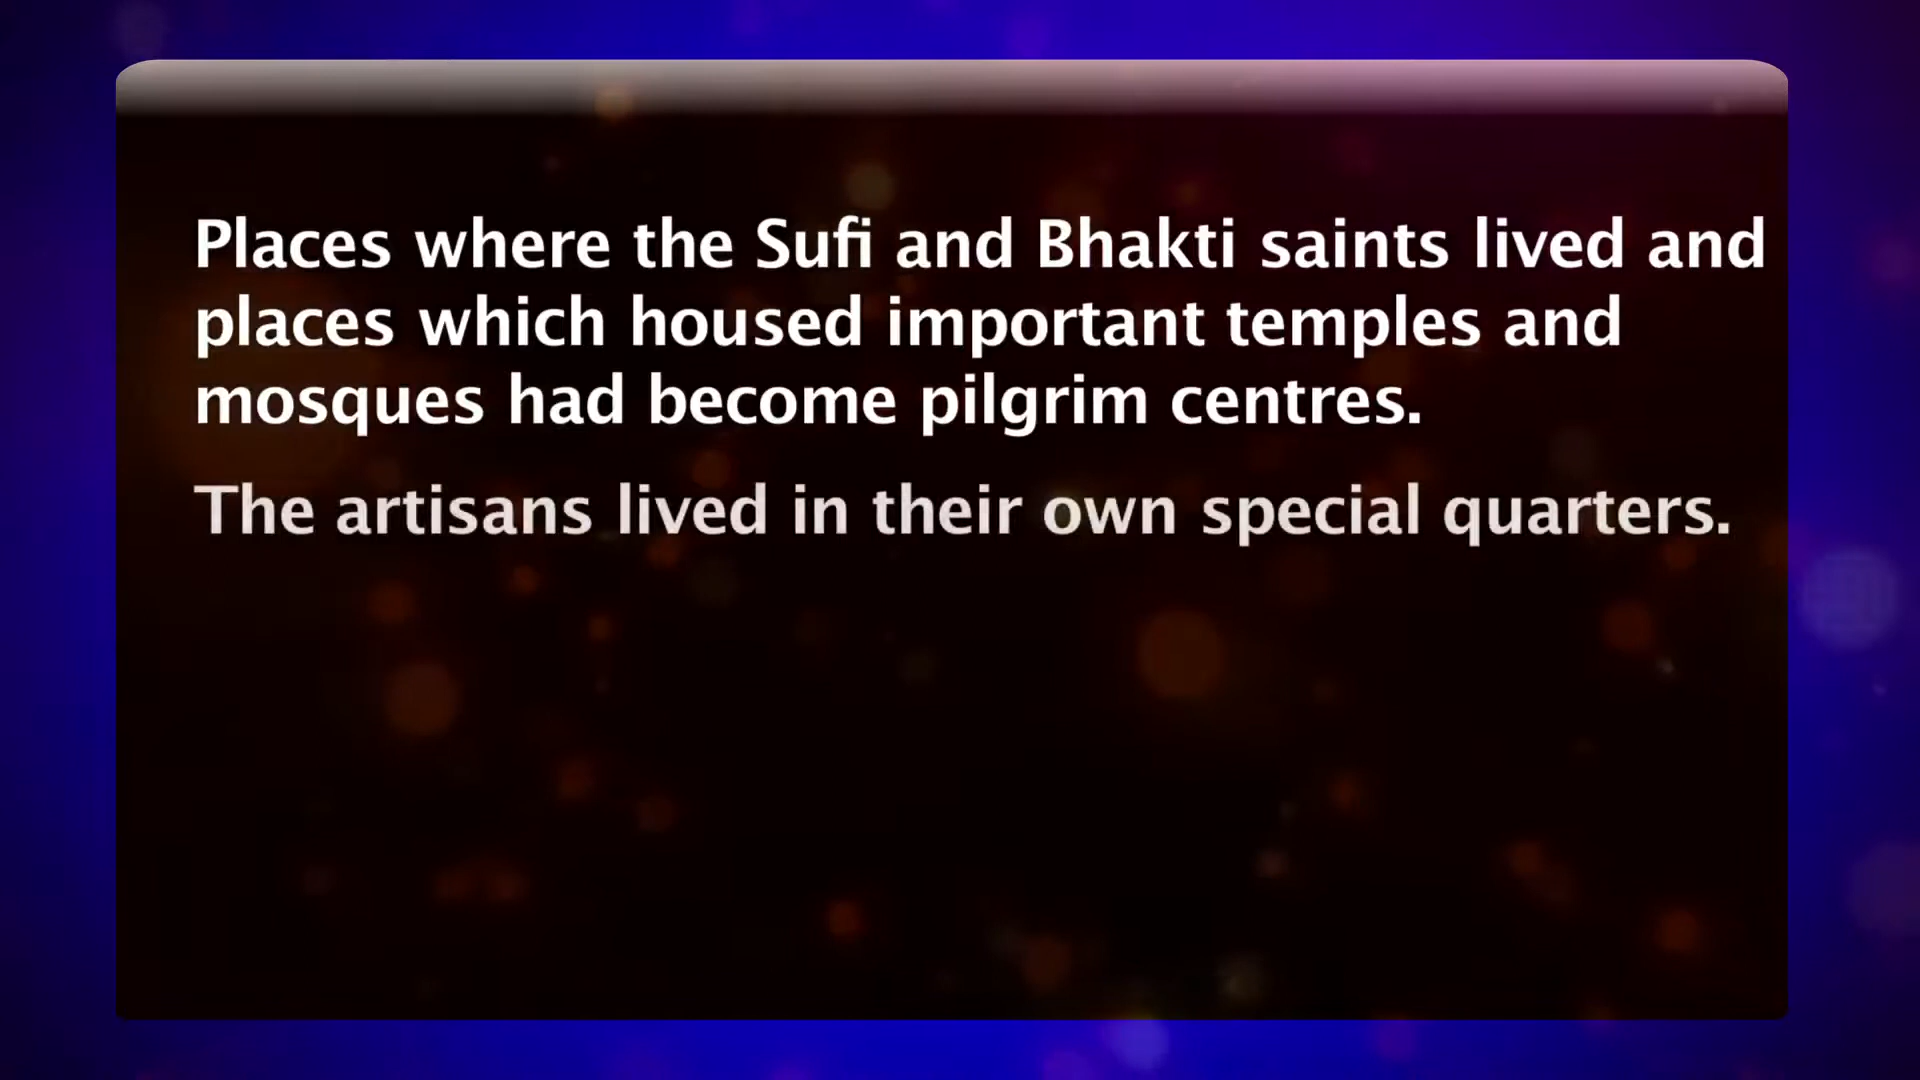 Places where the Sufi and Bhakti saints lived and
places which housed important temples and
mosques had become pilgrim centres.
The artisans lived in their own special quarters.